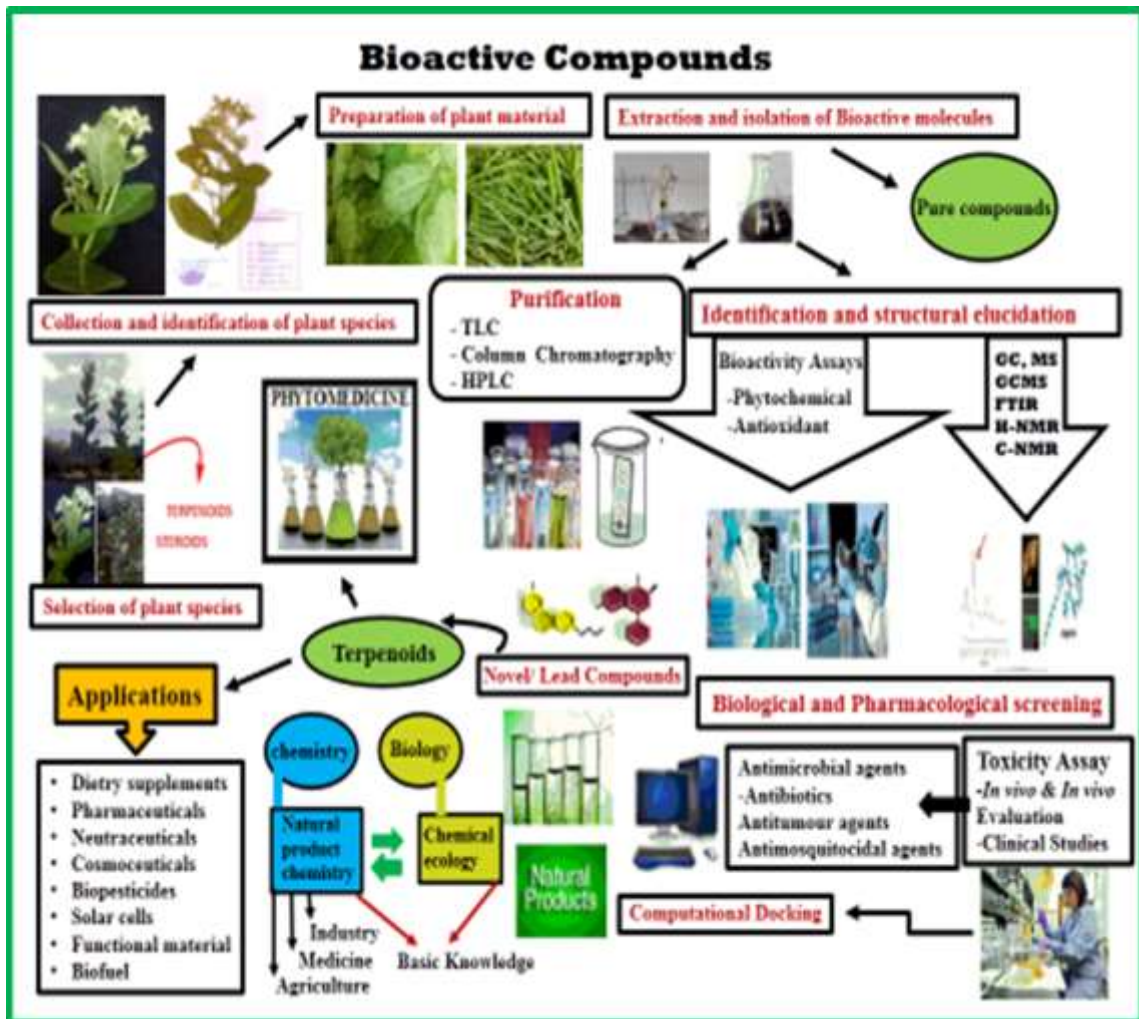 Bioactive Compounds
Preparation of plant material
Extraction and isolation of Bioactive molecules
Pure compounds
Collection and identification of plant species
Purification
- TLC
- Column Chromatography
- HPLC
Identification and structural elucidation
Bioactivity Assays
-Phytochemical
-Antioxidant
GC, MS
GCMS
FTIR
H-NMR
C-NMR
PHYTOMEDICINE
TERPENOIDS
STEROIDS
Selection of plant species
Terpenoids
Novel/ Lead Compounds
Applications
• Dietry supplements
• Pharmaceuticals
• Neutraceuticals
• Cosmoceuticals
• Biopesticides
• Solar cells
• Functional material
• Biofuel
chemistry
Biology
Natural
product
chemistry
Chemical
ecology
Industry
Medicine
Agriculture
Basic Knowledge
Natural
Products
Biological and Pharmacological screening
Antimicrobial agents
-Antibiotics
Antitumour agents
Antimosquitocidal agents
Toxicity Assay
-In vivo & In vivo
Evaluation
-Clinical Studies
Computational Docking